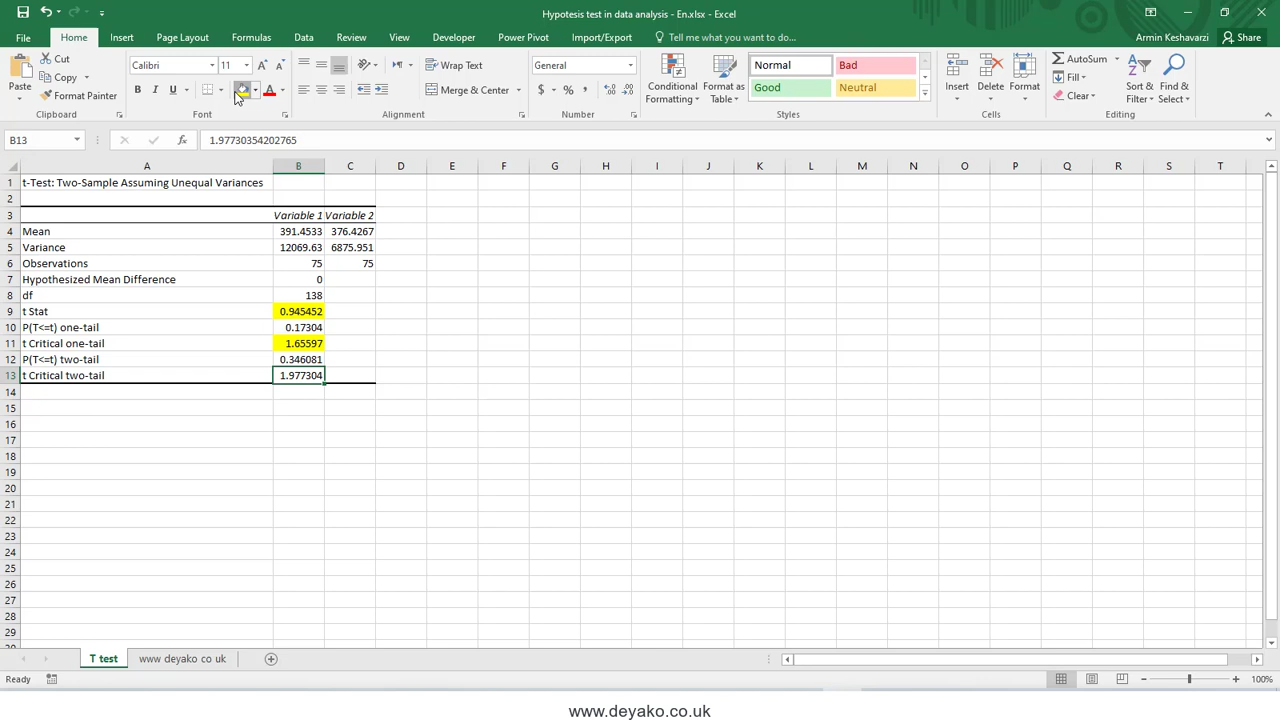 Hypotesis test in data analysis - En.xlsx - Excel
File Home Insert Page Layout Formulas Data Review View Developer Power Pivot Import/Export Tell me what you want to do... Armin Keshavarzi Share
Paste
Cut
Copy
Format Painter
Clipboard
Calibri 11
B I U A
Font
Wrap Text
Merge & Center
Alignment
General
$ % ,
Number
Conditional Formatting
Format as Table
Normal Bad
Good Neutral
Styles
Insert Delete Format
Cells
AutoSum
Fill
Clear
Sort & Filter
Find & Select
Editing
B13 fx 1.97730354202765
A B C D E F G H I J K L M N O P Q R S T
1 t-Test: Two-Sample Assuming Unequal Variances
2
3 Variable 1 Variable 2
4 Mean 391.4533 376.4267
5 Variance 12069.63 6875.951
6 Observations 75 75
7 Hypothesized Mean Difference 0
8 df 138
9 t Stat 0.945452
10 P(T<=t) one-tail 0.17304
11 t Critical one-tail 1.65597
12 P(T<=t) two-tail 0.346081
13 t Critical two-tail 1.977304
14
15
16
17
18
19
20
21
22
23
24
25
26
27
28
29
T test www deyako co uk
Ready 100%
www.deyako.co.uk